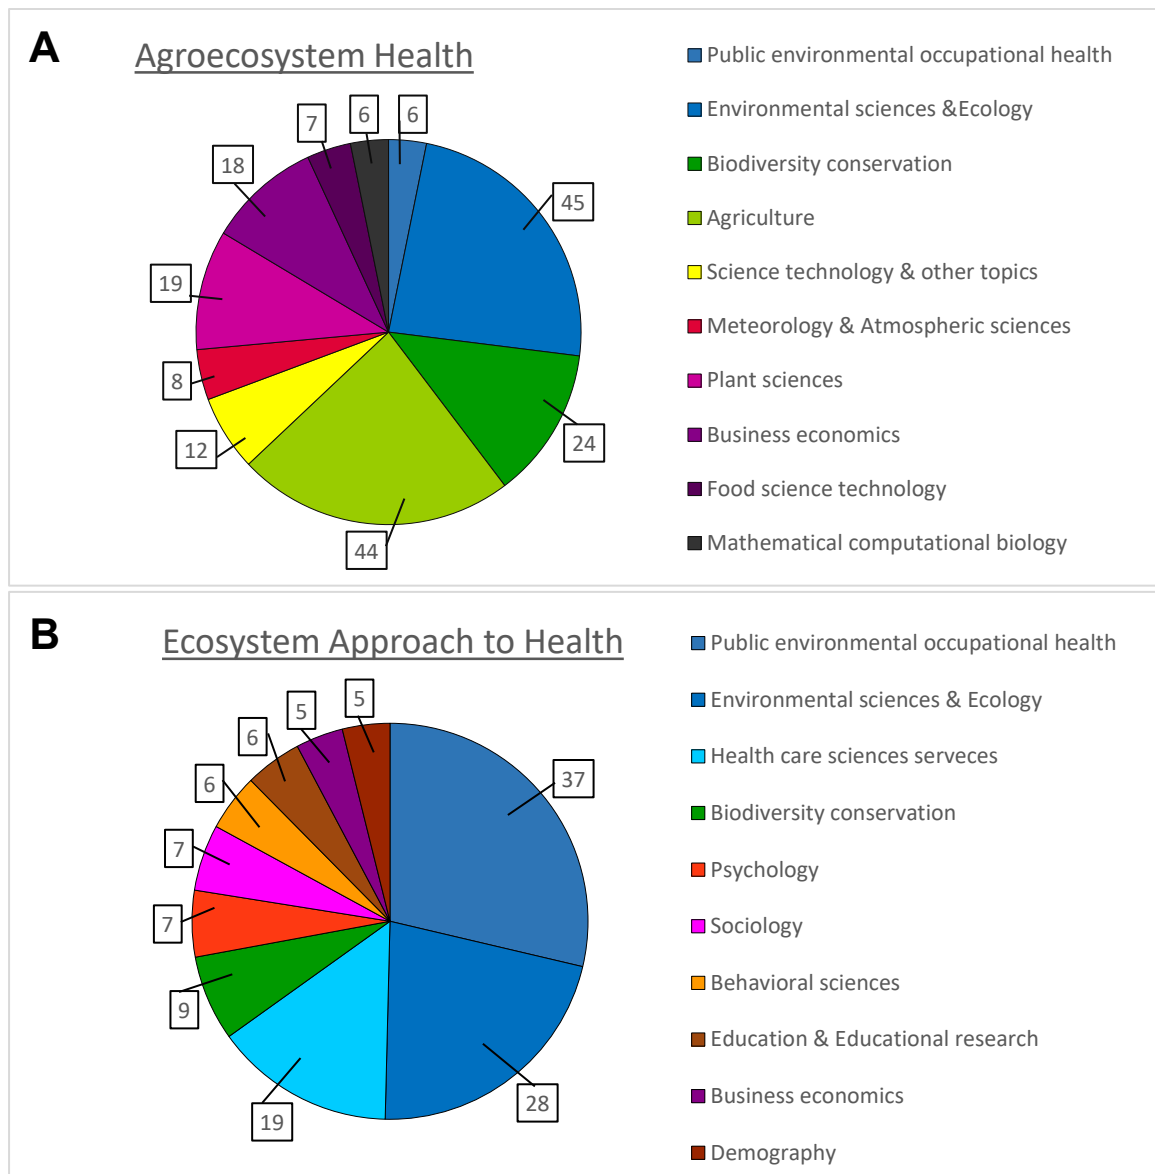 A
Agroecosystem Health
6
6
7
18
45
19
8
12
24
44
Public environmental occupational health
Environmental sciences &Ecology
Biodiversity conservation
Agriculture
Science technology & other topics
Meteorology & Atmospheric sciences
Plant sciences
Business economics
Food science technology
Mathematical computational biology
B
Ecosystem Approach to Health
5
5
6
6
37
7
7
9
19
28
Public environmental occupational health
Environmental sciences & Ecology
Health care sciences serveces
Biodiversity conservation
Psychology
Sociology
Behavioral sciences
Education & Educational research
Business economics
Demography